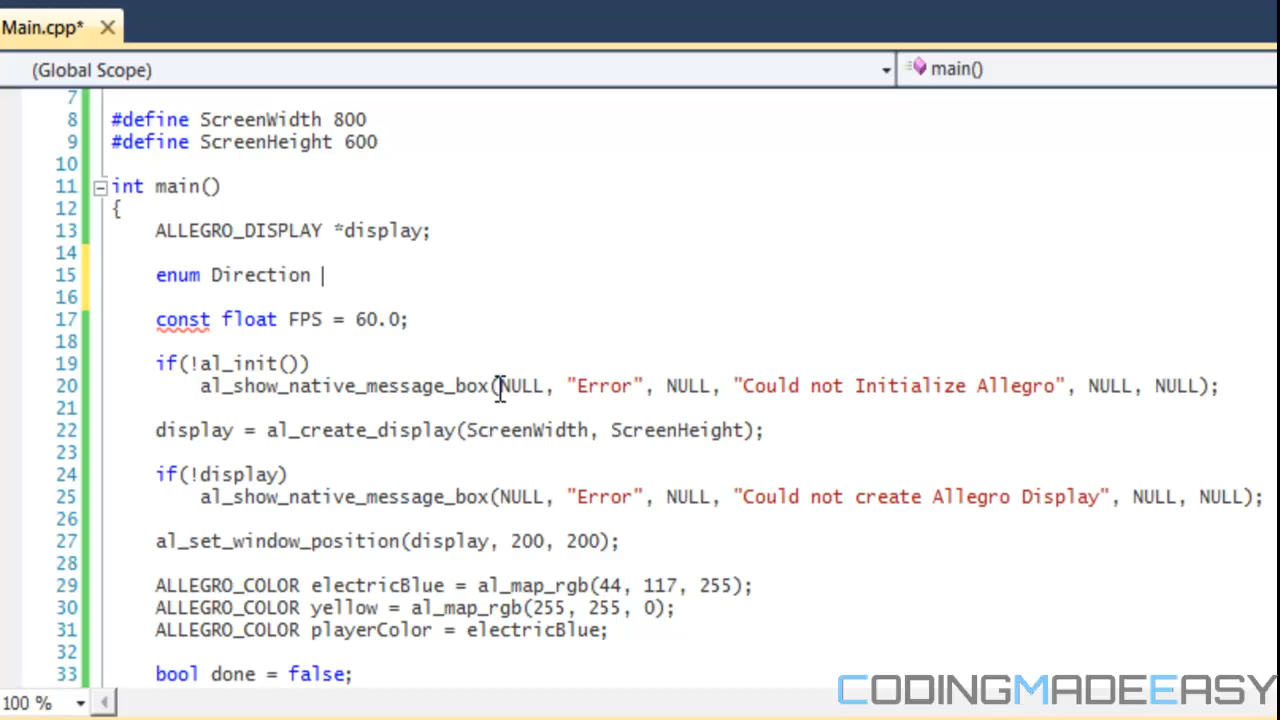 Main.cpp*
(Global Scope)
main()
7
8 #define ScreenWidth 800
9 #define ScreenHeight 600
10
11 int main()
12 {
13 ALLEGRO_DISPLAY *display;
14
15 enum Direction
16
17 const float FPS = 60.0;
18
19 if(!al_init())
20 al_show_native_message_box(NULL, "Error", NULL, "Could not Initialize Allegro", NULL, NULL);
21
22 display = al_create_display(ScreenWidth, ScreenHeight);
23
24 if(!display)
25 al_show_native_message_box(NULL, "Error", NULL, "Could not create Allegro Display", NULL, NULL);
26
27 al_set_window_position(display, 200, 200);
28
29 ALLEGRO_COLOR electricBlue = al_map_rgb(44, 117, 255);
30 ALLEGRO_COLOR yellow = al_map_rgb(255, 255, 0);
31 ALLEGRO_COLOR playerColor = electricBlue;
32
33 bool done = false;
100 %
CODINGMADEEASY